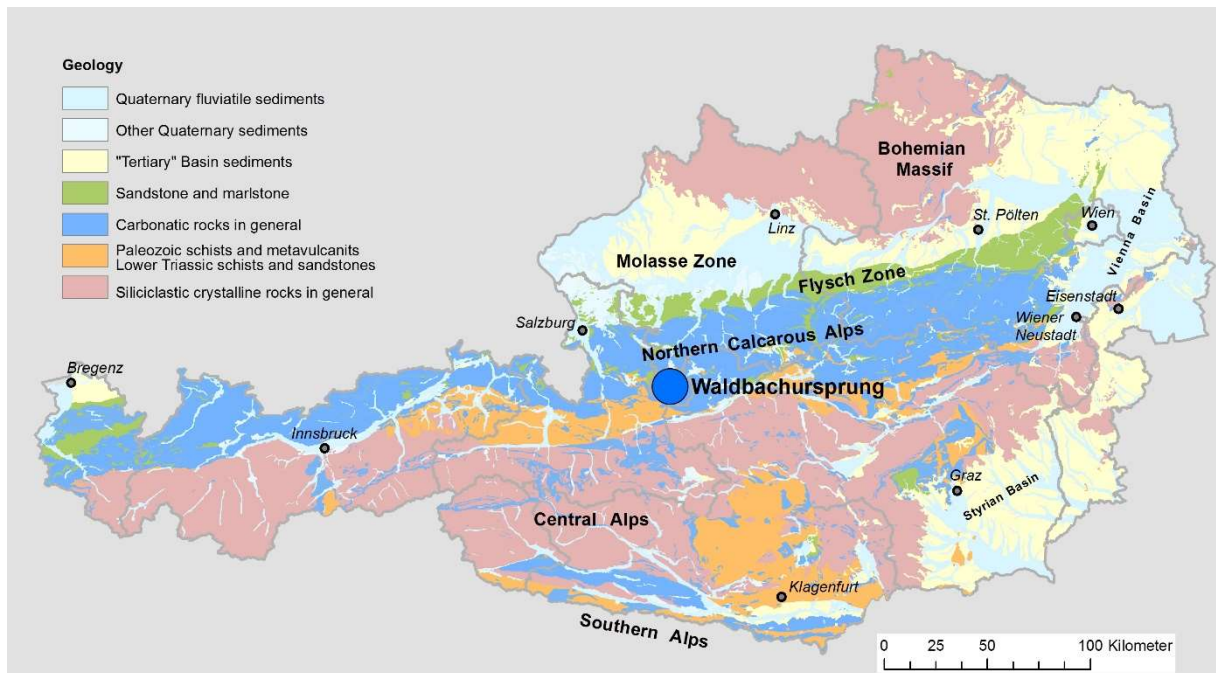 Geology
Quaternary fluviatile sediments
Other Quaternary sediments
"Tertiary" Basin sediments
Sandstone and marlstone
Carbonatic rocks in general
Paleozoic schists and metavulcanits
Lower Triassic schists and sandstones
Siliciclastic crystalline rocks in general
Bohemian
Massif
Linz
St. Pölten
Wien
Vienna Basin
Molasse Zone
Flysch Zone
Eisenstadt
Salzburg
Wiener
Neustadt
Northern Calcarous Alps
Bregenz
Waldbachursprung
Innsbruck
Graz
Styrian Basin
Central Alps
Klagenfurt
Southern Alps
0 25 50 100 Kilometer